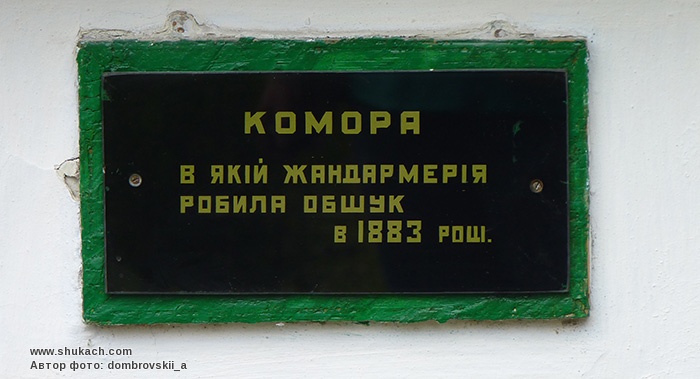 КОМОРА
В ЯКІЙ ЖАНДАРМЕРІЯ
РОБИЛА ОБШУК
В 1883 РОЦІ.
www.shukach.com
Автор фото: dombrovskii_a